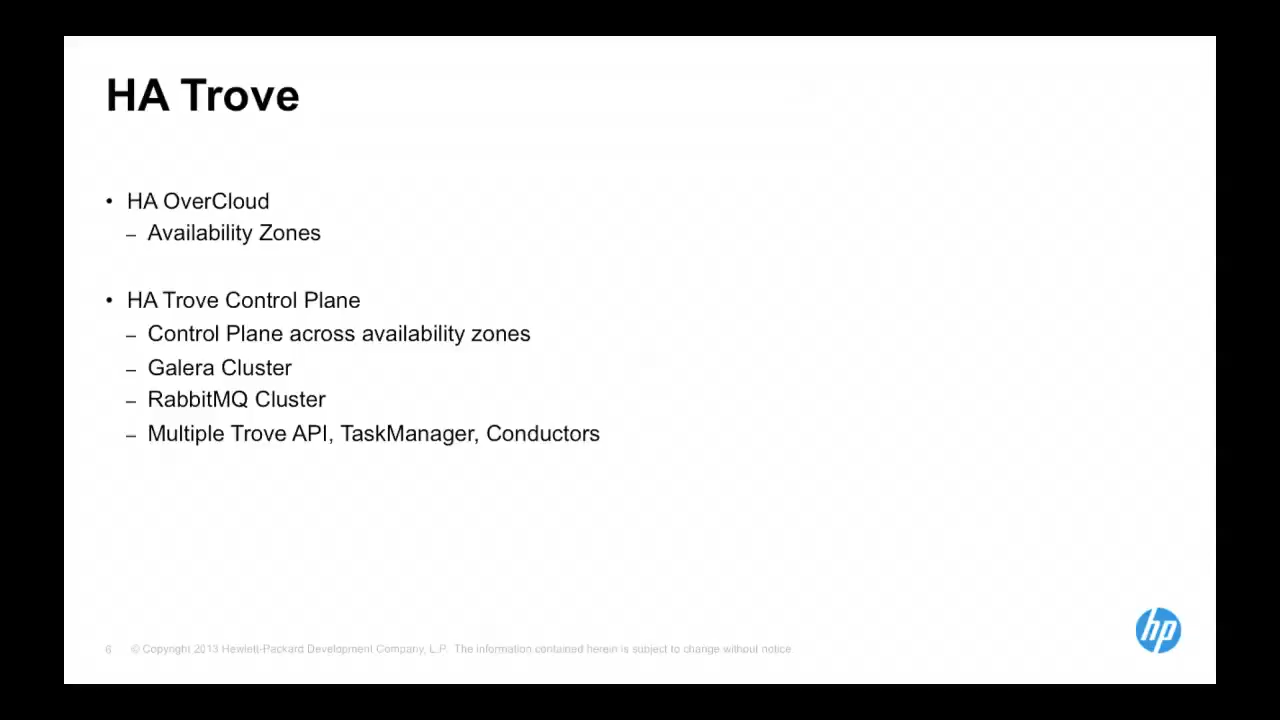 HA Trove
• HA OverCloud
– Availability Zones
• HA Trove Control Plane
– Control Plane across availability zones
– Galera Cluster
– RabbitMQ Cluster
– Multiple Trove API, TaskManager, Conductors
6 © Copyright 2013 Hewlett-Packard Development Company, L.P. The information contained herein is subject to change without notice.
hp